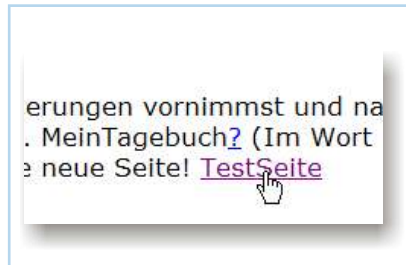 erungen vornimmst und na
. MeinTagebuch? (Im Wort
e neue Seite! TestSeite